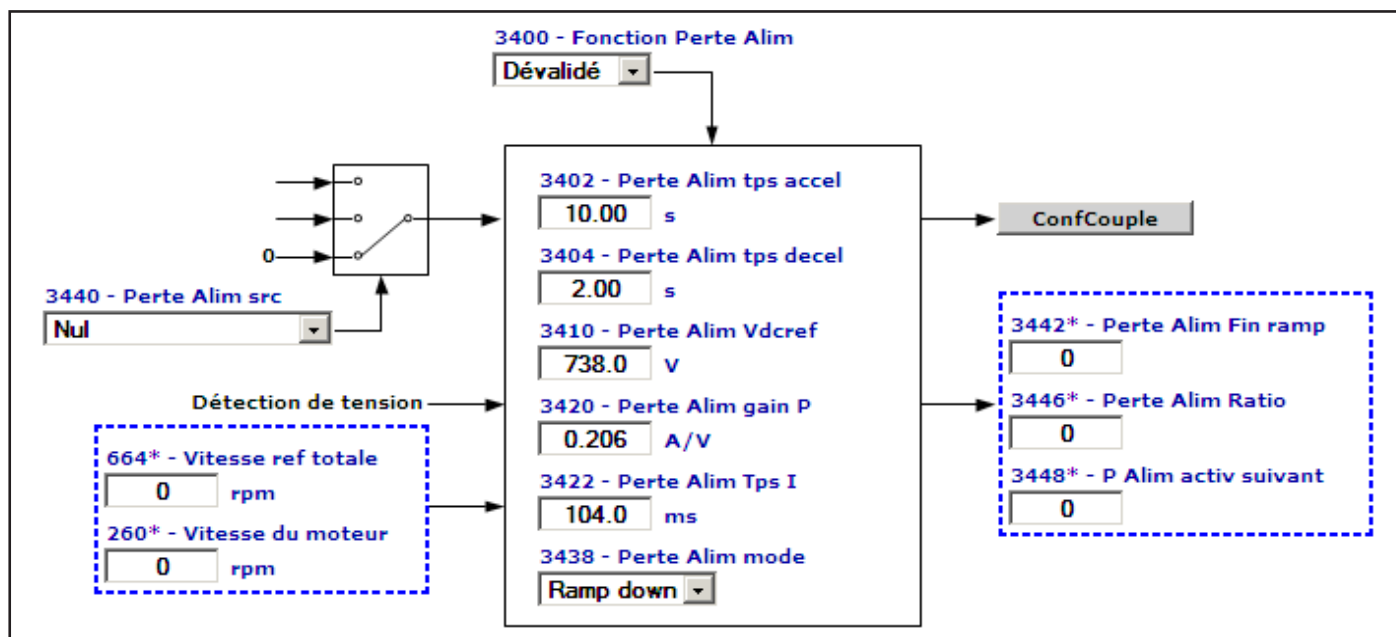 3400 - Fonction Perte Alim
Dévalidé
0
3440 - Perte Alim src
Nul
Détection de tension
664* - Vitesse ref totale
0 rpm
260* - Vitesse du moteur
0 rpm
3402 - Perte Alim tps accel
10.00 s
3404 - Perte Alim tps decel
2.00 s
3410 - Perte Alim Vdcref
738.0 V
3420 - Perte Alim gain P
0.206 A/V
3422 - Perte Alim Tps I
104.0 ms
3438 - Perte Alim mode
Ramp down
ConfCouple
3442* - Perte Alim Fin ramp
0
3446* - Perte Alim Ratio
0
3448* - P Alim activ suivant
0